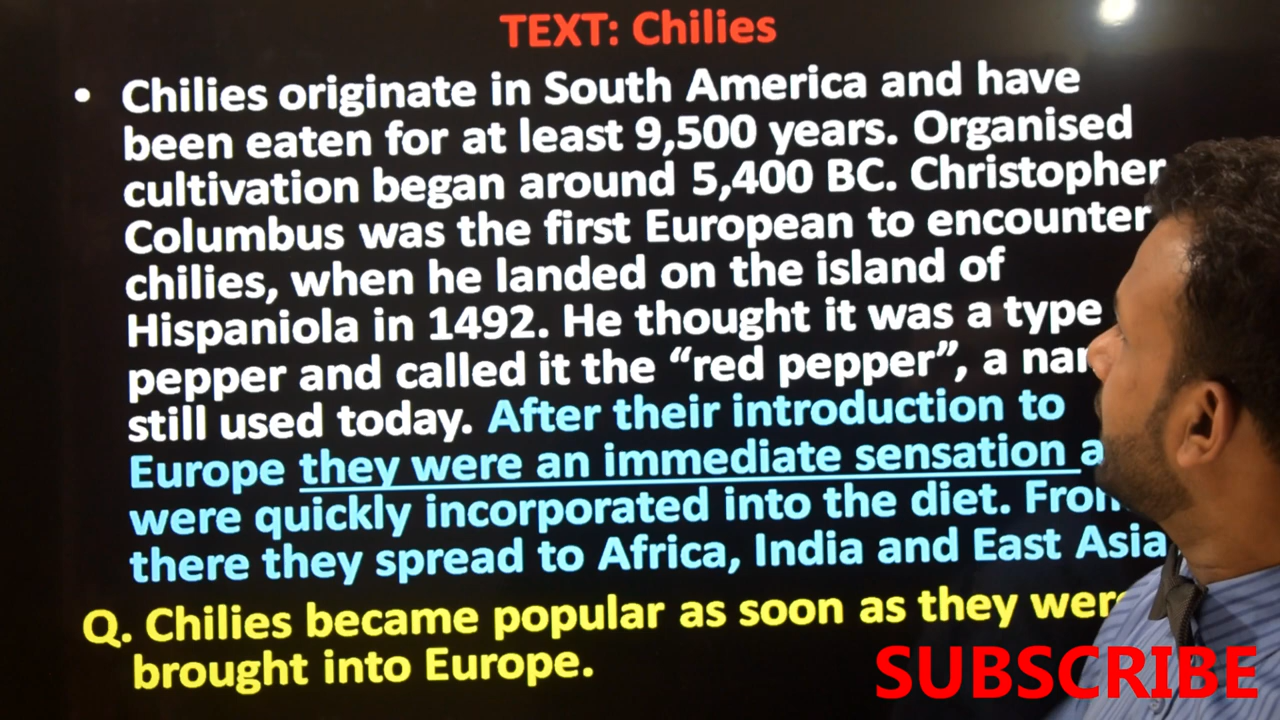 TEXT: Chilies
• Chilies originate in South America and have
been eaten for at least 9,500 years. Organised
cultivation began around 5,400 BC. Christopher
Columbus was the first European to encounter
chilies, when he landed on the island of
Hispaniola in 1492. He thought it was a type
pepper and called it the “red pepper”, a
still used today. After their introduction to
Europe they were an immediate sensation
were quickly incorporated into the diet. From
there they spread to Africa, India and East Asia
Q. Chilies became popular as soon as they were
brought into Europe.
SUBSCRIBE